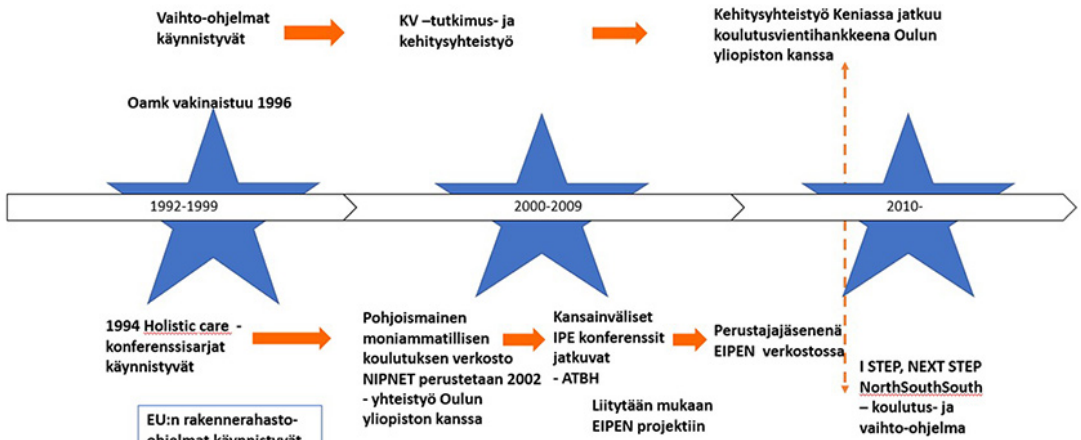 Vaihto-ohjelmat
käynnistyvät
KV –tutkimus- ja
kehitysyhteistyö
Kehitysyhteistyö Keniassa jatkuu
koulutusvientihankkeena Oulun
yliopiston kanssa
Oamk vakinaistuu 1996
1992-1999
2000-2009
2010-
1994 Holistic care -
konferenssisarjat
käynnistyvät
Pohjoismainen
moniammatillisen
koulutuksen verkosto
NIPNET perustetaan 2002
- yhteistyö Oulun
yliopiston kanssa
Kansainväliset
IPE konferenssit
jatkuvat
- ATBH
Perustajajäsenenä
EIPEN verkostossa
I STEP, NEXT STEP
NorthSouthSouth
– koulutus- ja
vaihto-ohjelma
Liitytään mukaan
EIPEN projektiin
EU:n rakennerahasto-
ohjelmat käynnistyvät